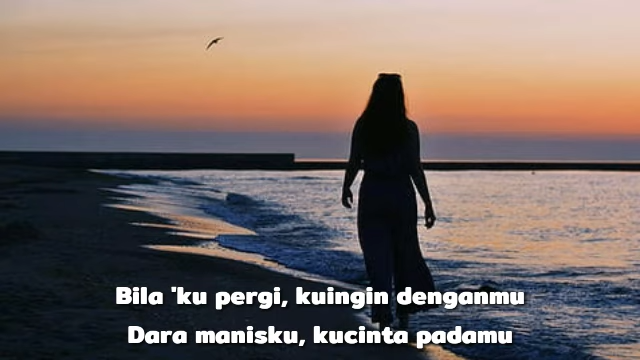 Bila 'ku pergi, kuingin denganmu
Dara manisku, kucinta padamu